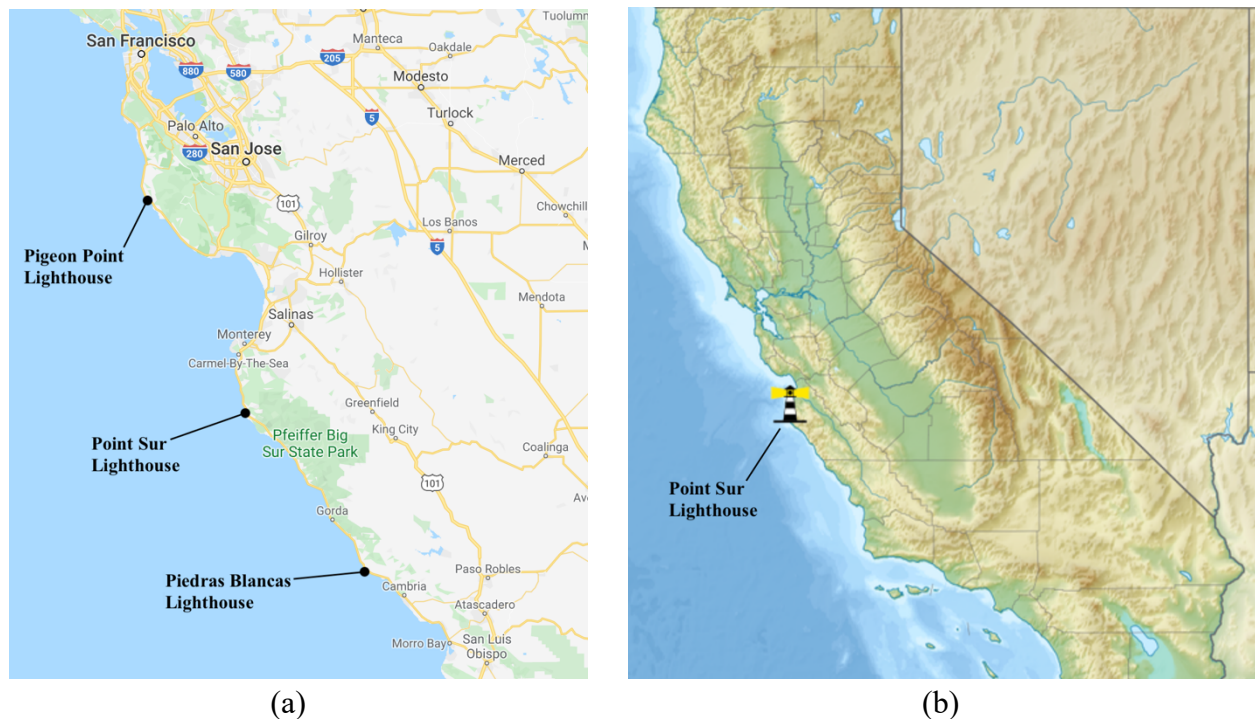 Tuolumn
San Francisco
Manteca
Oakdale
205
880
580
Modesto
5
Turlock
Palo Alto
280
San Jose
Merced
101
Chowchill
Los Banos
Gilroy
5
M
Pigeon Point
Lighthouse
Hollister
Mendota
Salinas
Monterey
Carmel By The Sea
Greenfield
King City
Point Sur
Lighthouse
Pfeiffer Big
Sur State Park
Coalinga
101
Av
Gorda
Piedras Blancas
Lighthouse
Paso Robles
Cambria
Atascadero
Morro Bay
San Luis
Obispo
(a)
Point Sur
Lighthouse
(b)